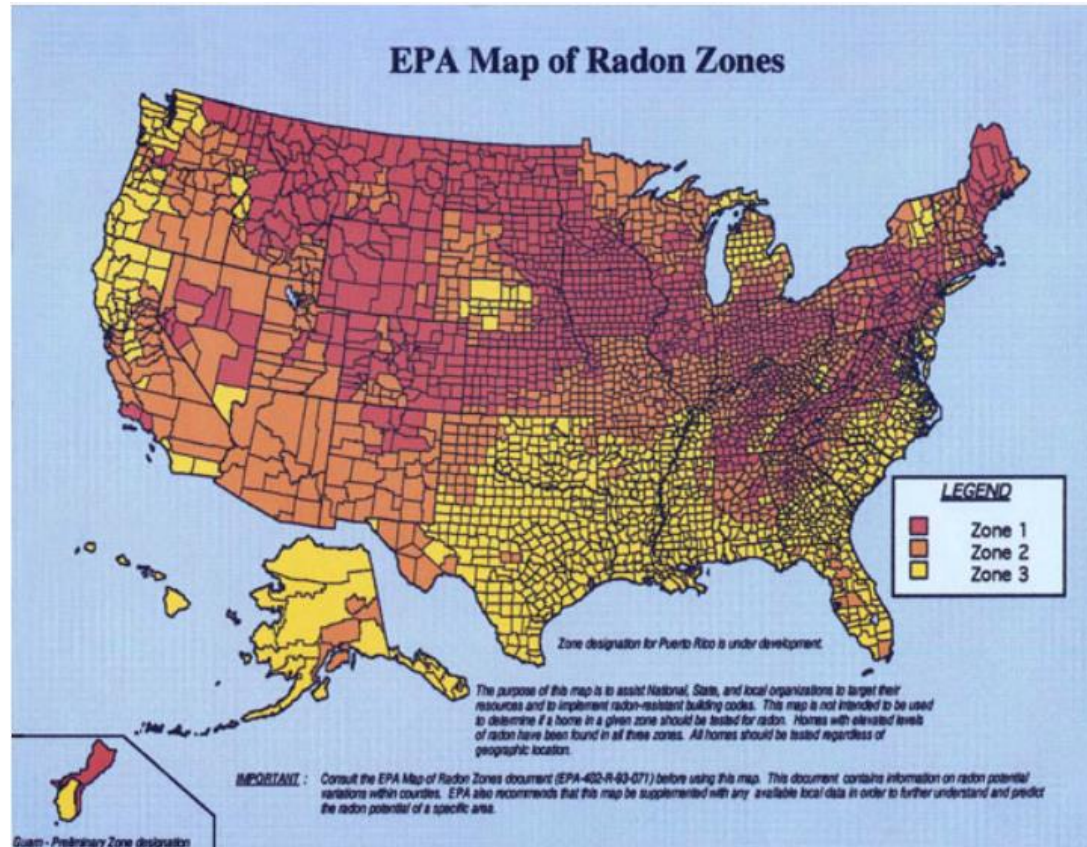 EPA Map of Radon Zones
LEGEND
Zone 1
Zone 2
Zone 3
Zone designation for Puerto Rico is under development.
The purpose of this map is to assist National, State, and local organizations to target their
resources and to implement radon-resistant building codes. This map is not intended to be used
to determine if a home in a given zone should be tested for radon. Homes with elevated levels
of radon have been found in all three zones. All homes should be tested regardless of
geographic location.
IMPORTANT : Consult the EPA Map of Radon Zones document (EPA-402-R-93-071) before using this map. This document contains information on radon potential
variations within counties. EPA also recommends that this map be supplemented with any available local data in order to further understand and predict
the radon potential of a specific area.
Guam - Preliminary Zone designation